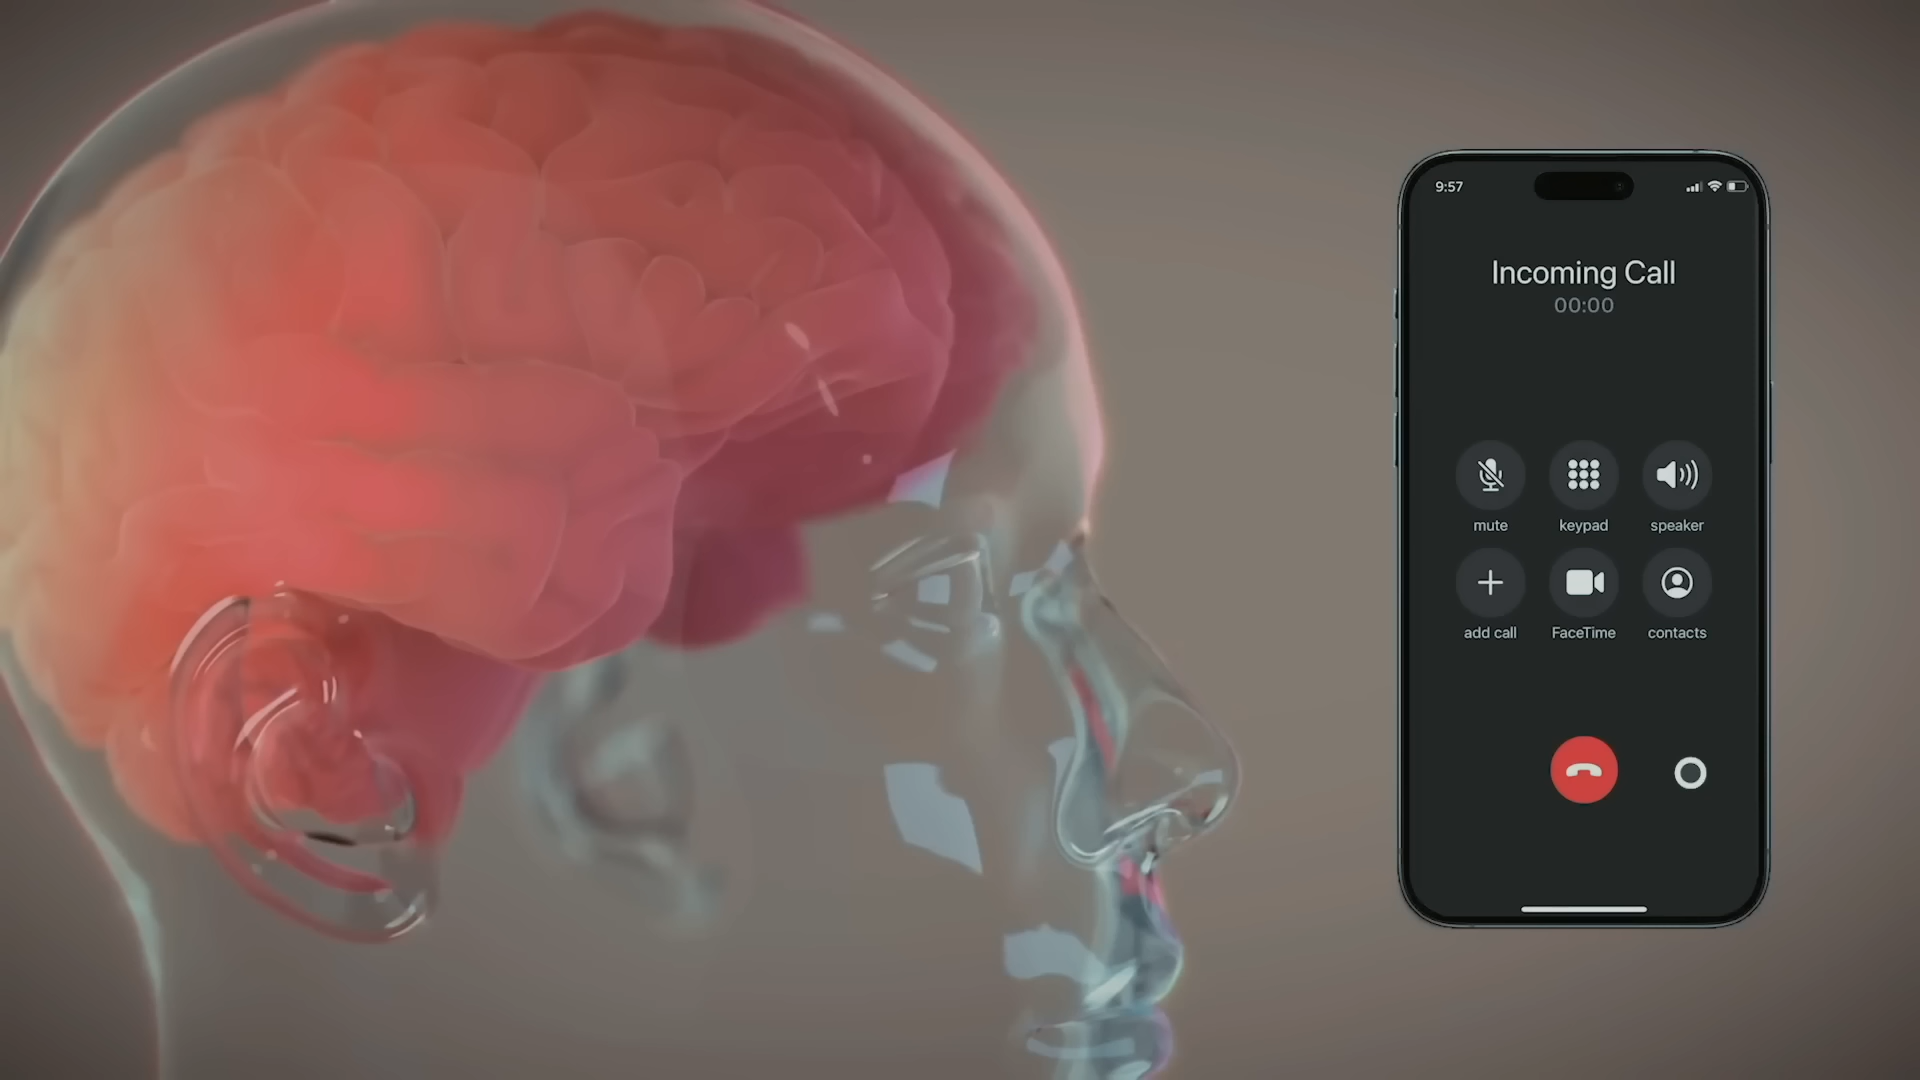 9:57
Incoming Call
00:00
mute keypad speaker
add call FaceTime contacts